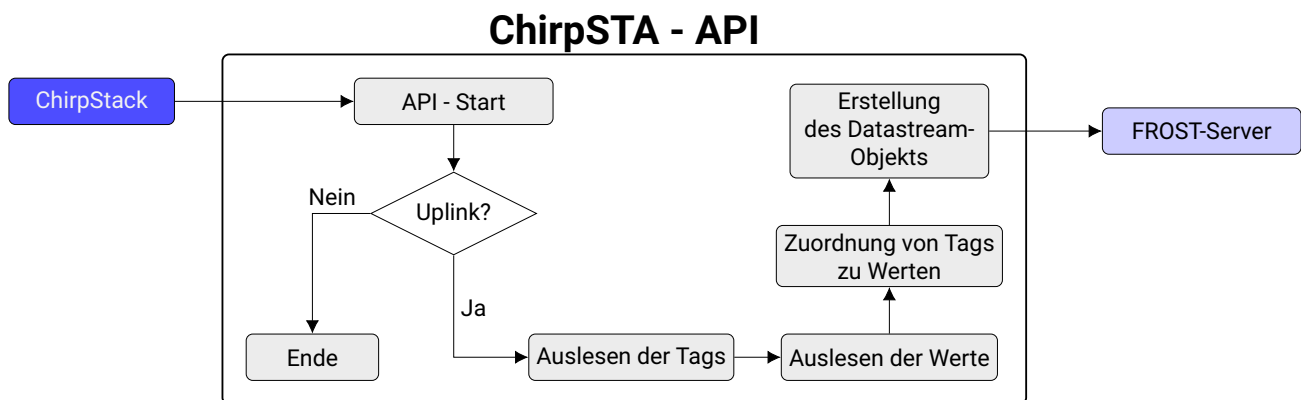 ChirpSTA - API
ChirpStack
API - Start
Uplink?
Nein
Ende
Ja
Auslesen der Tags
Auslesen der Werte
Zuordnung von Tags
zu Werten
Erstellung
des Datastream-
Objekts
FROST-Server